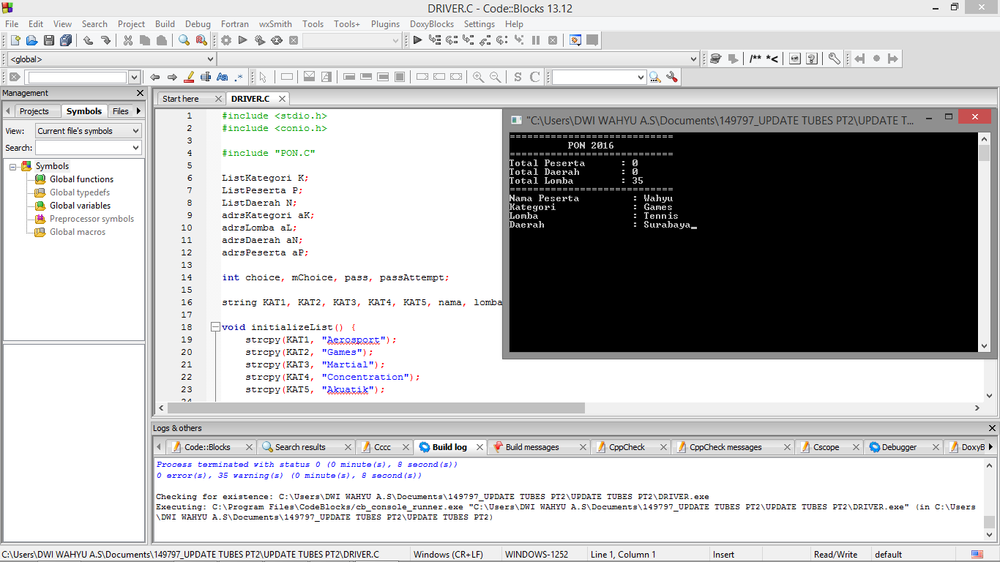 DRIVER.C - Code::Blocks 13.12
File Edit View Search Project Build Debug Fortran wxSmith Tools Tools+ Plugins DoxyBlocks Settings Help
<global>
/** *<
Aa .*
S C
Management
Projects Symbols Files
View: Current file's symbols
Search:
Symbols
Global functions
Global typedefs
Global variables
Preprocessor symbols
Global macros
Start here DRIVER.C
1 #include <stdio.h>
2 #include <conio.h>
3
4 #include "PON.C"
5
6 ListKategori K;
7 ListPeserta P;
8 ListDaerah N;
9 adrsKategori aK;
10 adrsLomba aL;
11 adrsDaerah aN;
12 adrsPeserta aP;
13
14 int choice, mChoice, pass, passAttempt;
15
16 string KAT1, KAT2, KAT3, KAT4, KAT5, nama, lomba
17
18 void initializeList() {
19 strcpy(KAT1, "Aerosport");
20 strcpy(KAT2, "Games");
21 strcpy(KAT3, "Martial");
22 strcpy(KAT4, "Concentration");
23 strcpy(KAT5, "Akuatik");
24
"C:\Users\DWI WAHYU A.S\Documents\149797_UPDATE TUBES PT2\UPDATE T...
============================
PON 2016
============================
Total Peserta : 0
Total Daerah : 0
Total Lomba : 35
============================
Nama Peserta : Wahyu
Kategori : Games
Lomba : Tennis
Daerah : Surabaya_
Logs & others
Code::Blocks Search results Cccc Build log Build messages CppCheck CppCheck messages Cscope Debugger DoxyB
Process terminated with status 0 (0 minute(s), 8 second(s))
0 error(s), 35 warning(s) (0 minute(s), 8 second(s))
Checking for existence: C:\Users\DWI WAHYU A.S\Documents\149797_UPDATE TUBES PT2\UPDATE TUBES PT2\DRIVER.exe
Executing: C:\Program Files\CodeBlocks/cb_console_runner.exe "C:\Users\DWI WAHYU A.S\Documents\149797_UPDATE TUBES PT2\UPDATE TUBES PT2\DRIVER.exe" (in C:\Users
\DWI WAHYU A.S\Documents\149797_UPDATE TUBES PT2\UPDATE TUBES PT2)
C:\Users\DWI WAHYU A.S\Documents\149797_UPDATE TUBES PT2\UPDATE TUBES PT2\DRIVER.C Windows (CR+LF) WINDOWS-1252 Line 1, Column 1 Insert Read/Write default